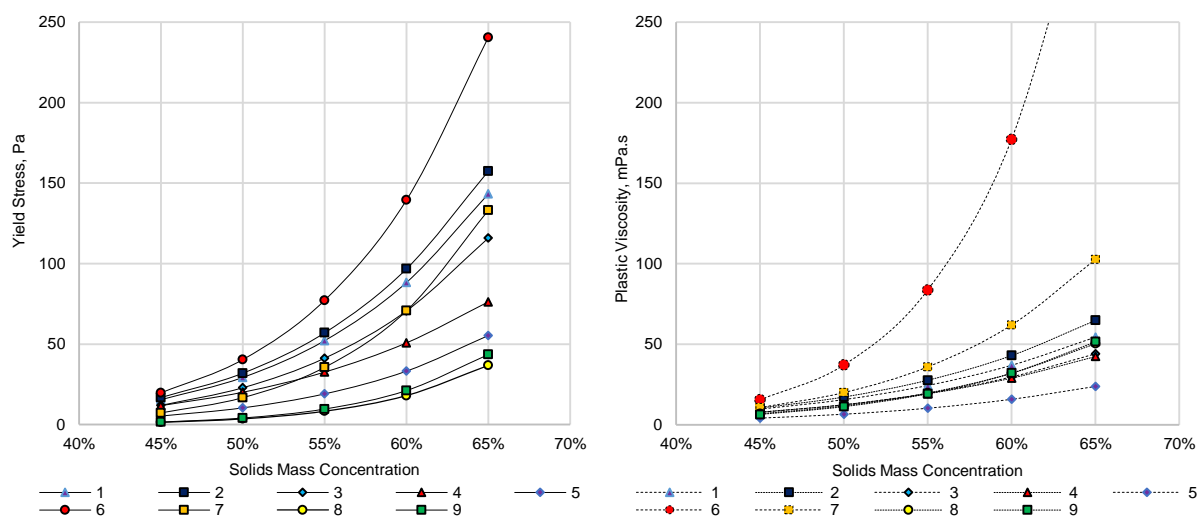 250
200
150
100
50
0
Yield Stress, Pa
40% 45% 50% 55% 60% 65% 70%
Solids Mass Concentration
1 2 3 4 5
6 7 8 9
250
200
150
100
50
0
Plastic Viscosity, mPa.s
40% 45% 50% 55% 60% 65% 70%
Solids Mass Concentration
1 2 3 4 5
6 7 8 9